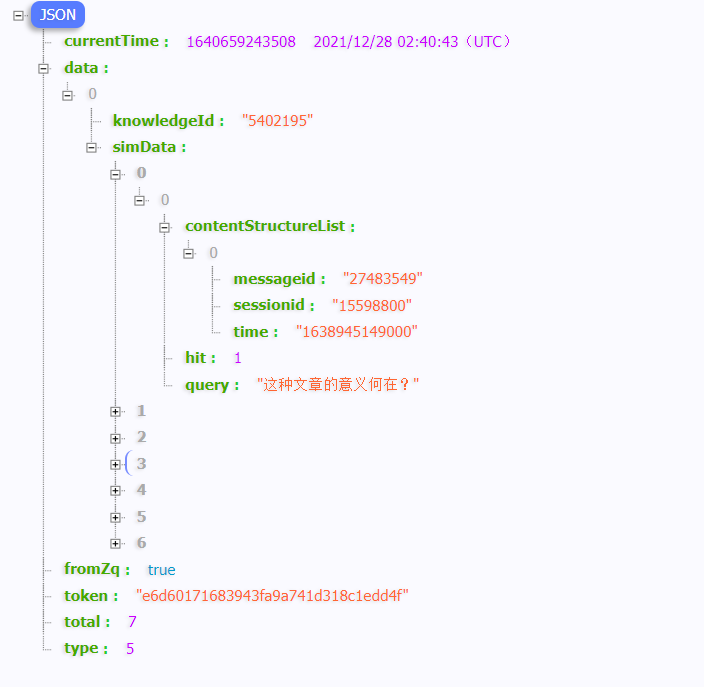 JSON
currentTime : 1640659243508 2021/12/28 02:40:43（UTC）
data :
0
knowledgeId : "5402195"
simData :
0
0
contentStructureList :
0
messageid : "27483549"
sessionid : "15598800"
time : "1638945149000"
hit : 1
query : "这种文章的意义何在？"
1
2
3
4
5
6
fromZq : true
token : "e6d60171683943fa9a741d318c1edd4f"
total : 7
type : 5